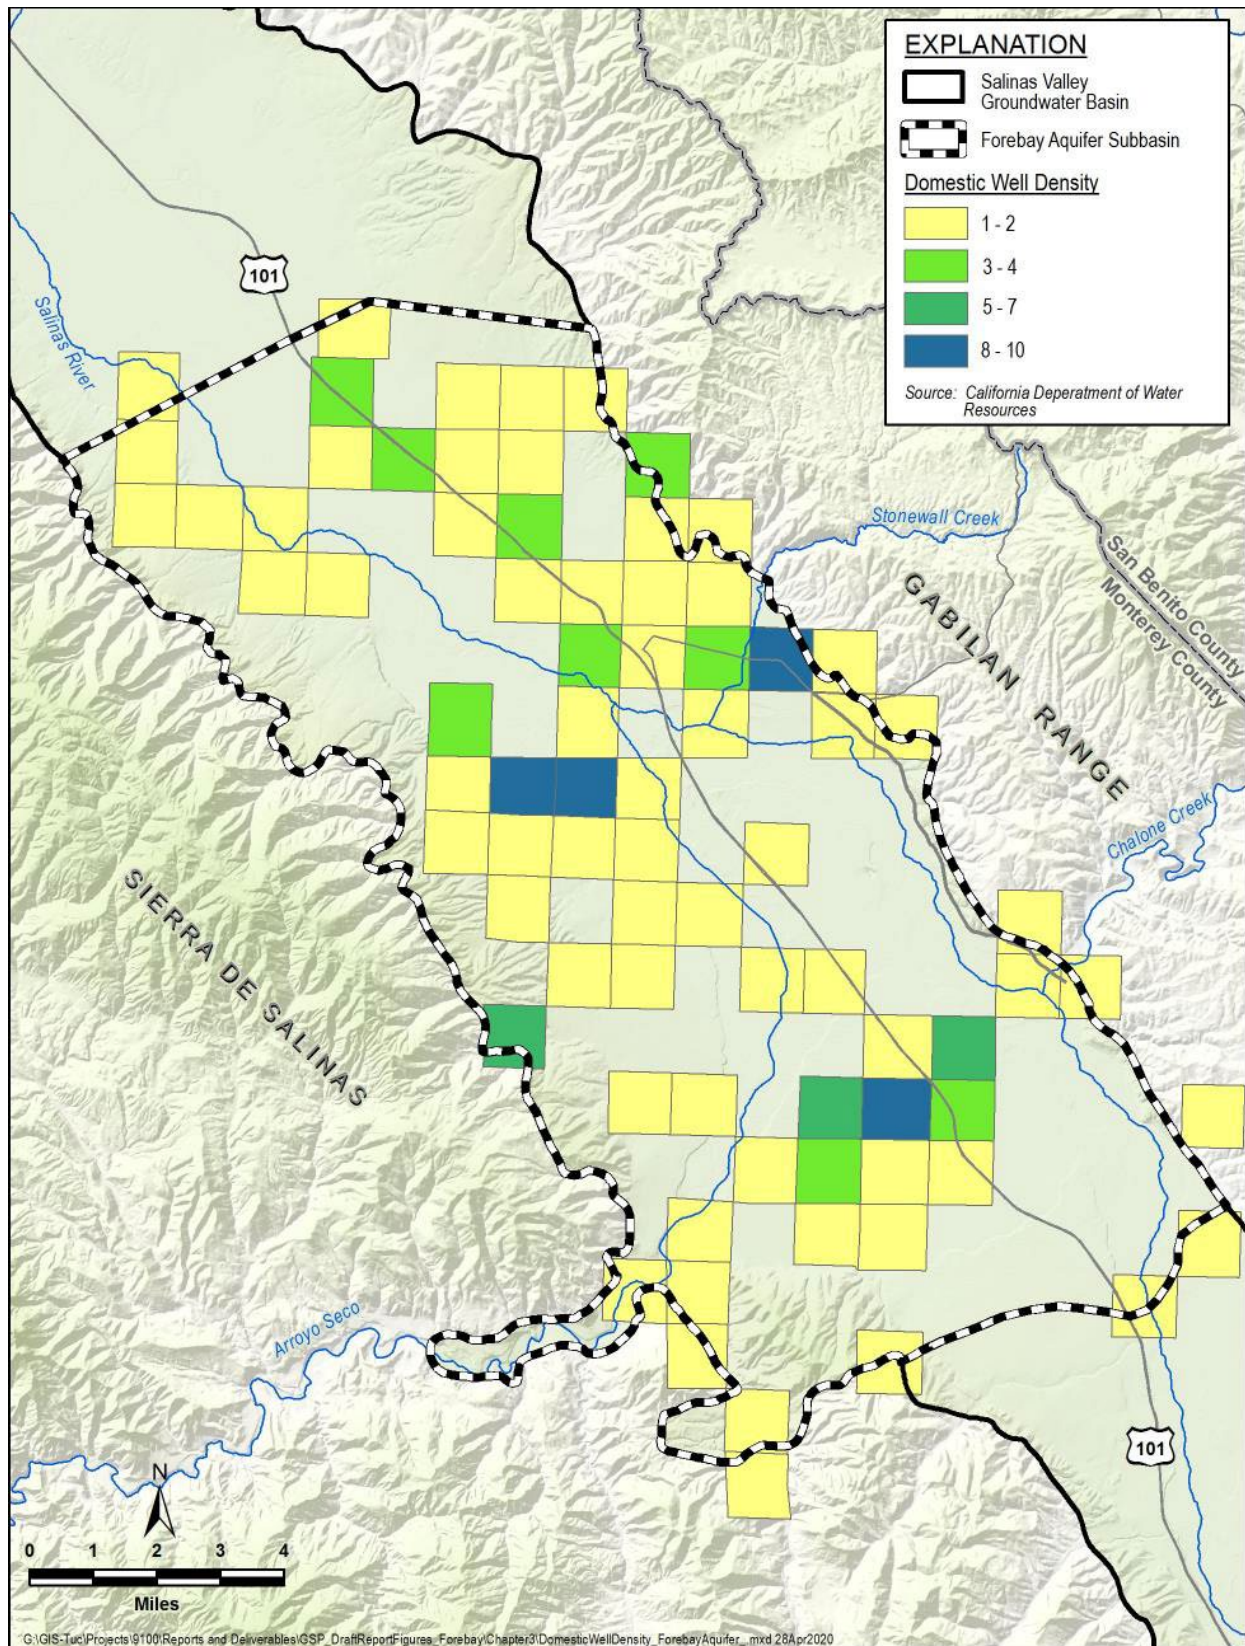 EXPLANATION
Salinas Valley
Groundwater Basin
Forebay Aquifer Subbasin
Domestic Well Density
1 - 2
3 - 4
5 - 7
8 - 10
Source: California Deperatment of Water
Resources
101
Salinas River
Stonewall Creek
San Benito County
Monterey County
GABILAN RANGE
Chalone Creek
SIERRA DE SALINAS
Arroyo Seco
101
N
0 1 2 3 4
Miles
G:\GIS-Tuc\Projects\9100\Reports and Deliverables\GSP_DraftReportFigures_Forebay\Chapter3\DomesticWellDensity_ForebayAquifer_.mxd 28Apr2020